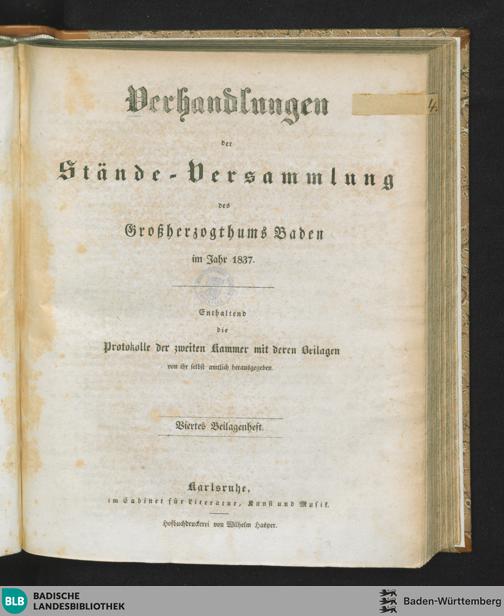 Verhandlungen
4.
der
Stände-Versammlung
des
Großherzogthums Baden
im Jahr 1837.
Enthaltend
die
Protokolle der zweiten Kammer mit deren Beilagen
von ihr selbst amtlich herausgegeben.
Viertes Beilagenheft.
Karlsruhe,
im Cabinet für Literatur, Kunst und Musik.
Hofbuchdruckerei von Wilhelm Hasper.
BLB BADISCHE
LANDESBIBLIOTHEK
Baden-Württemberg